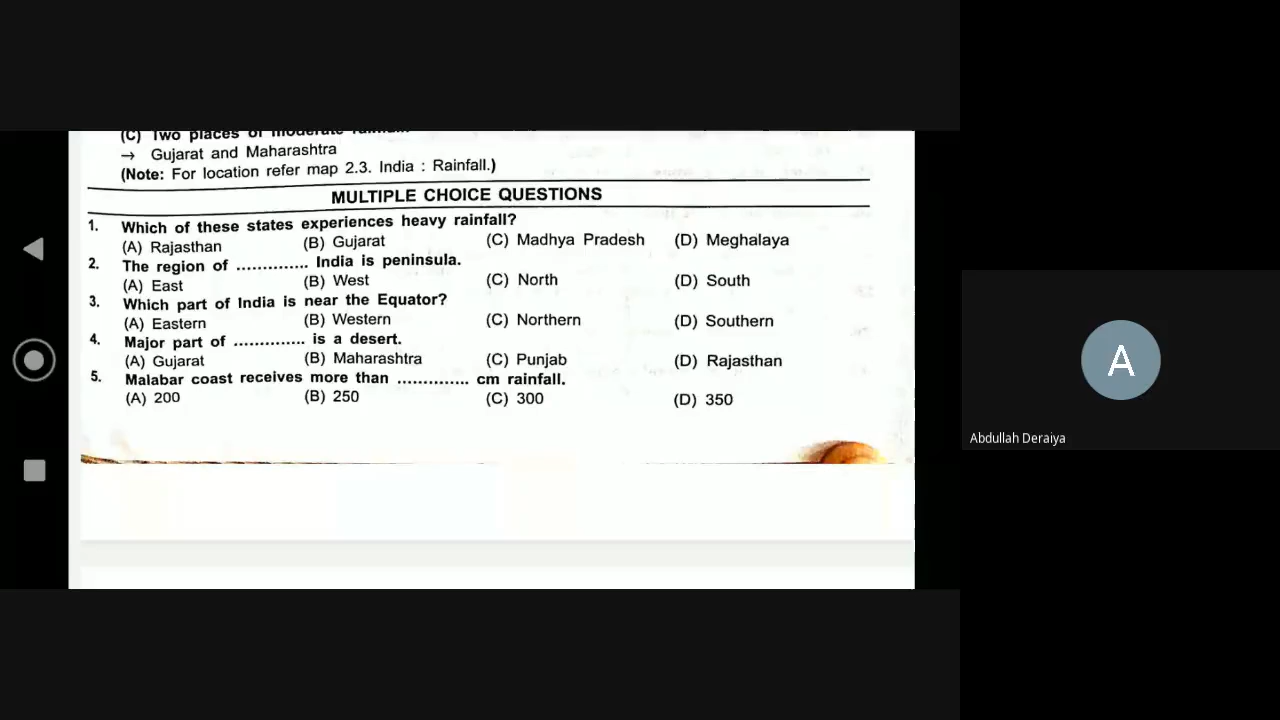 (C) Two places of moderate
→ Gujarat and Maharashtra
(Note: For location refer map 2.3. India : Rainfall.)
MULTIPLE CHOICE QUESTIONS
1. Which of these states experiences heavy rainfall?
(A) Rajasthan (B) Gujarat (C) Madhya Pradesh (D) Meghalaya
2. The region of .............. India is peninsula.
(A) East (B) West (C) North (D) South
3. Which part of India is near the Equator?
(A) Eastern (B) Western (C) Northern (D) Southern
4. Major part of .............. is a desert.
(A) Gujarat (B) Maharashtra (C) Punjab (D) Rajasthan
5. Malabar coast receives more than .............. cm rainfall.
(A) 200 (B) 250 (C) 300 (D) 350
A
Abdullah Deraiya